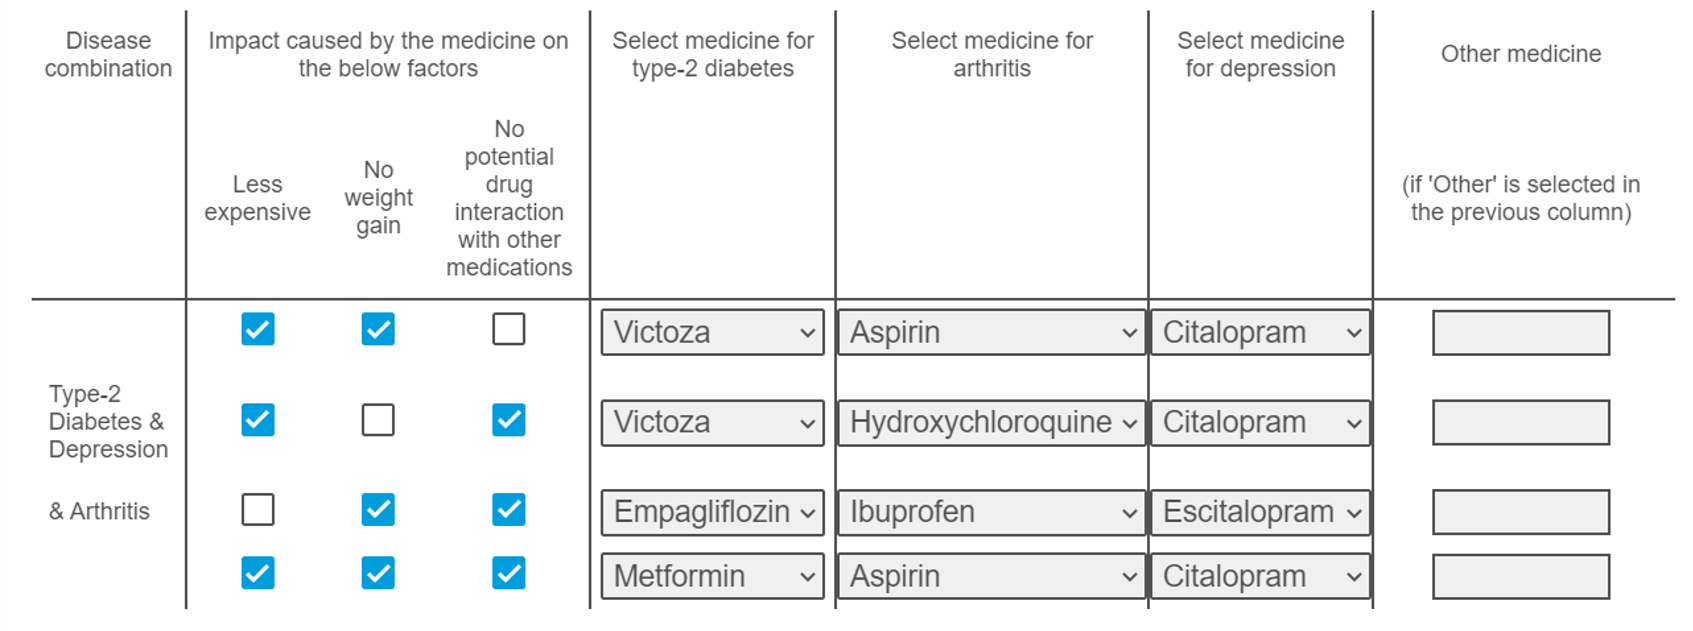 Disease
combination
Impact caused by the medicine on
the below factors
Select medicine for
type-2 diabetes
Select medicine for
arthritis
Select medicine
for depression
Other medicine
Less
expensive
No
weight
gain
No
potential
drug
interaction
with other
medications
(if 'Other' is selected in
the previous column)
Type-2
Diabetes &
Depression
& Arthritis
Victoza
Aspirin
Citalopram
Victoza
Hydroxychloroquine
Citalopram
Empagliflozin
Ibuprofen
Escitalopram
Metformin
Aspirin
Citalopram